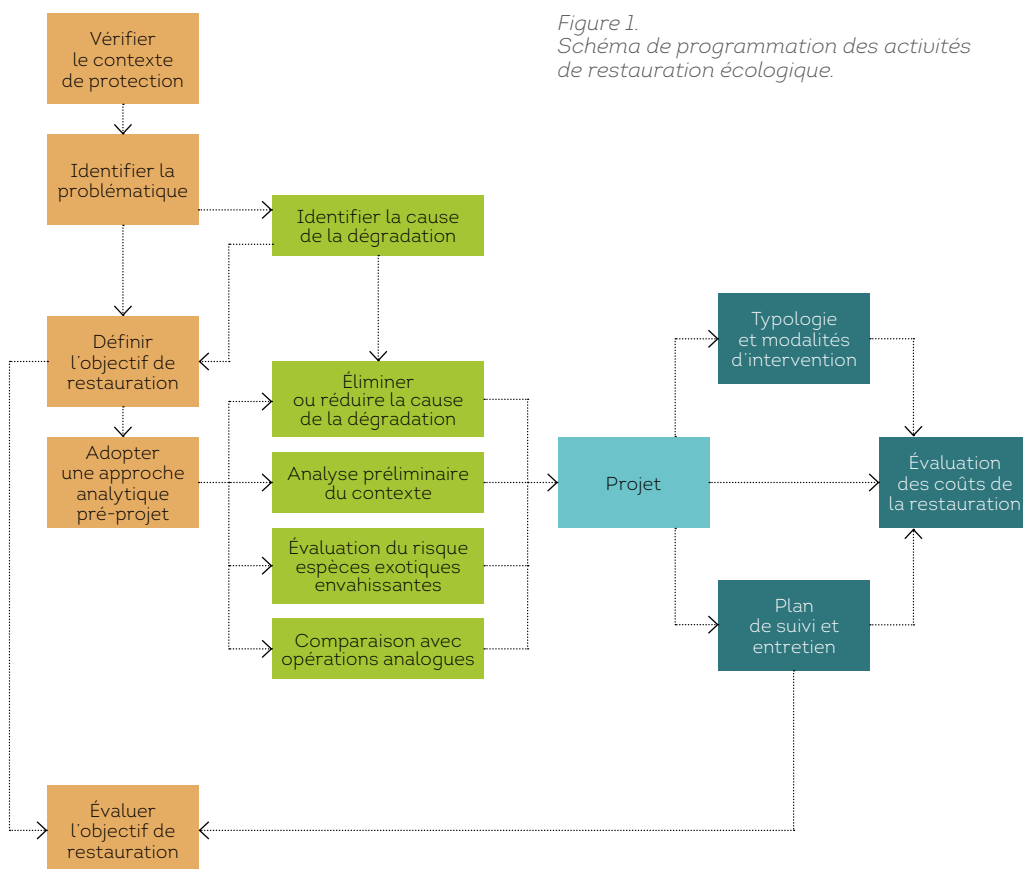 Figure 1.
Schéma de programmation des activités
de restauration écologique.
Vérifier
le contexte
de protection
Identifier la
problématique
Identifier la cause
de la dégradation
Définir
l'objectif de
restauration
Adopter
une approche
analytique
pré-projet
Éliminer
ou réduire la cause
de la dégradation
Analyse préliminaire
du contexte
Évaluation du risque
espèces exotiques
envahissantes
Comparaison avec
opérations analogues
Projet
Typologie
et modalités
d'intervention
Plan
de suivi et
entretien
Évaluation
des coûts de
la restauration
Évaluer
l'objectif de
restauration